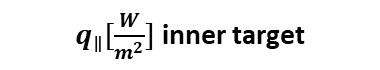 q∥[W/m²] inner target